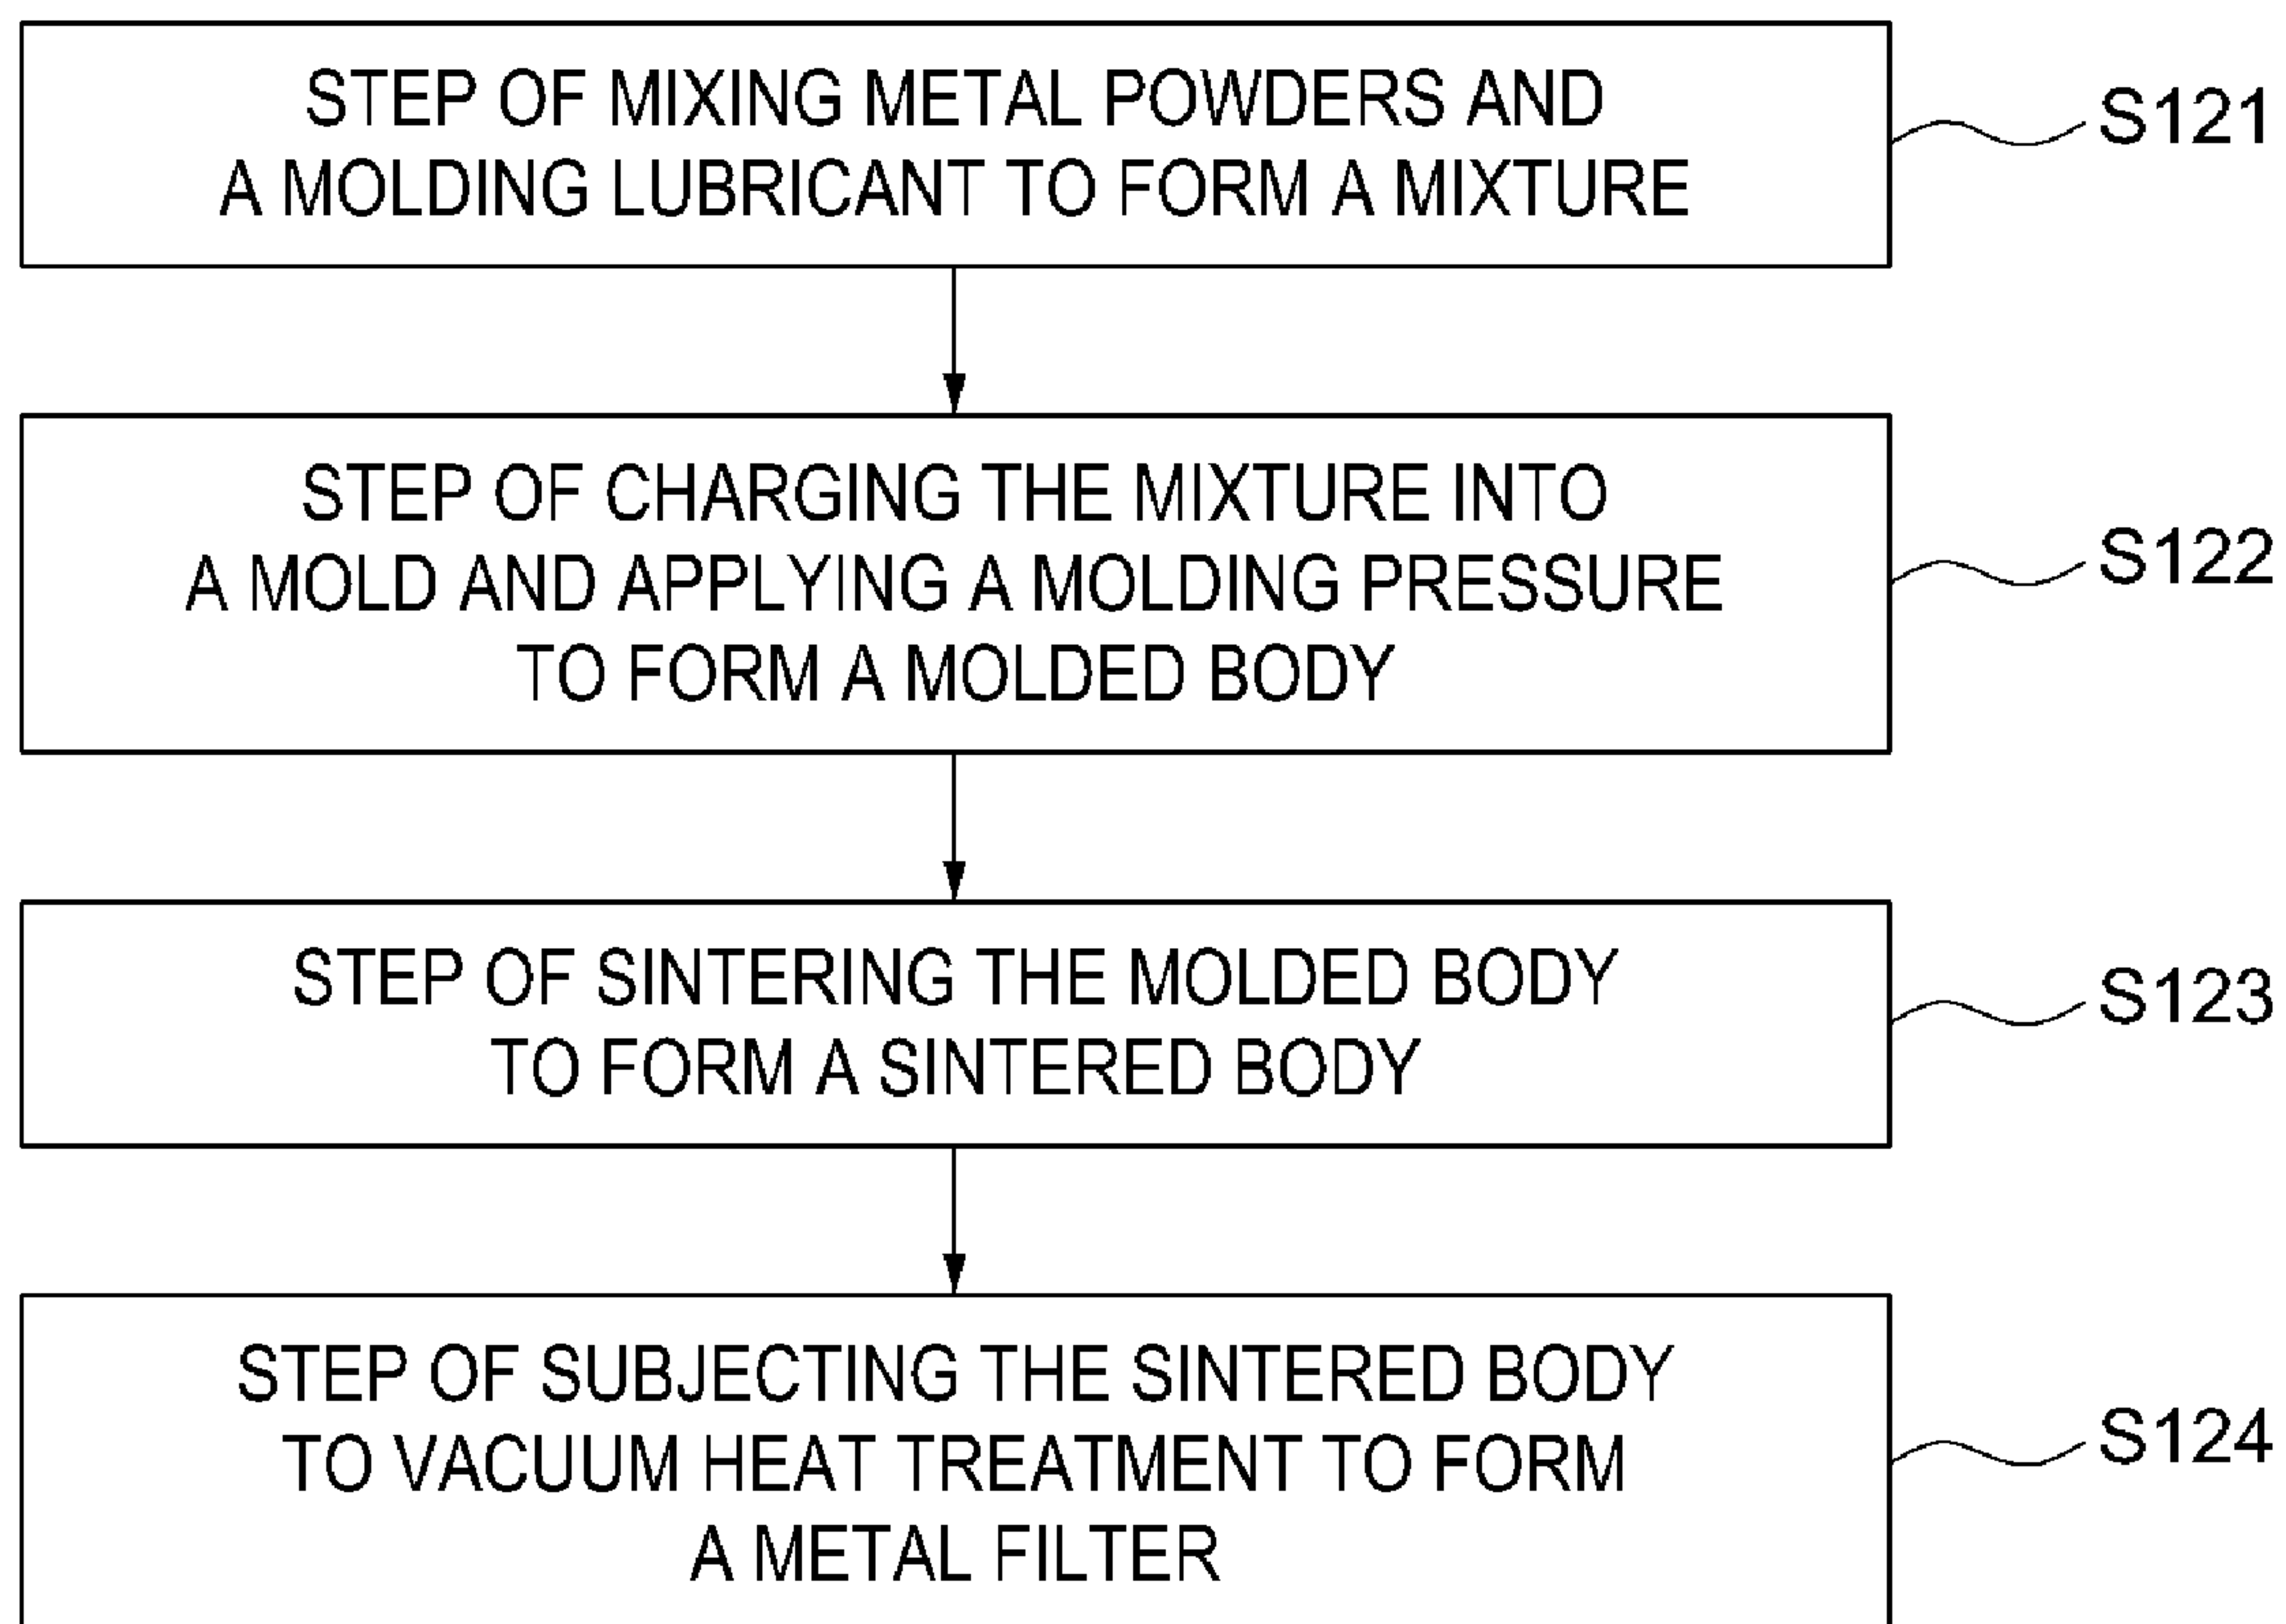 STEP OF MIXING METAL POWDERS AND
A MOLDING LUBRICANT TO FORM A MIXTURE
S121
STEP OF CHARGING THE MIXTURE INTO
A MOLD AND APPLYING A MOLDING PRESSURE
TO FORM A MOLDED BODY
S122
STEP OF SINTERING THE MOLDED BODY
TO FORM A SINTERED BODY
S123
STEP OF SUBJECTING THE SINTERED BODY
TO VACUUM HEAT TREATMENT TO FORM
A METAL FILTER
S124